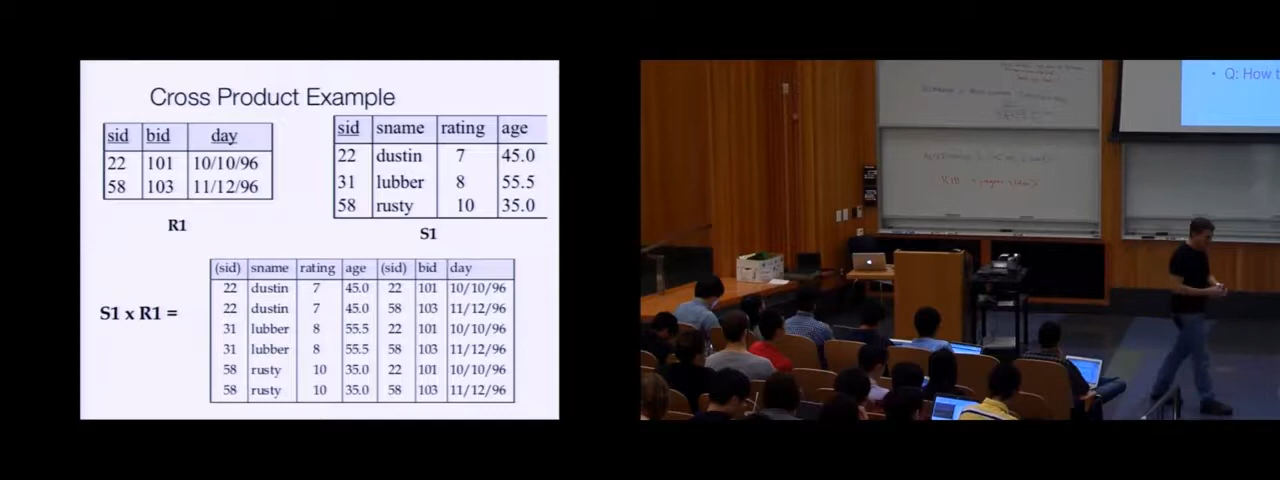 Cross Product Example
sid bid day
22 101 10/10/96
58 103 11/12/96
R1
sid sname rating age
22 dustin 7 45.0
31 lubber 8 55.5
58 rusty 10 35.0
S1
S1 x R1 =
(sid) sname rating age (sid) bid day
22 dustin 7 45.0 22 101 10/10/96
22 dustin 7 45.0 58 103 11/12/96
31 lubber 8 55.5 22 101 10/10/96
31 lubber 8 55.5 58 103 11/12/96
58 rusty 10 35.0 22 101 10/10/96
58 rusty 10 35.0 58 103 11/12/96
• Q: How t